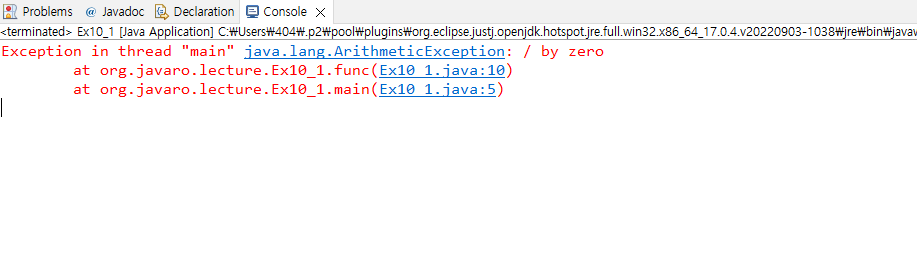 Problems @ Javadoc Declaration Console
<terminated> Ex10_1 [Java Application] C:₩Users₩404₩.p2₩pool₩plugins₩org.eclipse.justj.openjdk.hotspot.jre.full.win32.x86_64_17.0.4.v20220903-1038₩jre₩bin₩javaw
Exception in thread "main" java.lang.ArithmeticException: / by zero
at org.javaro.lecture.Ex10_1.func(Ex10_1.java:10)
at org.javaro.lecture.Ex10_1.main(Ex10_1.java:5)